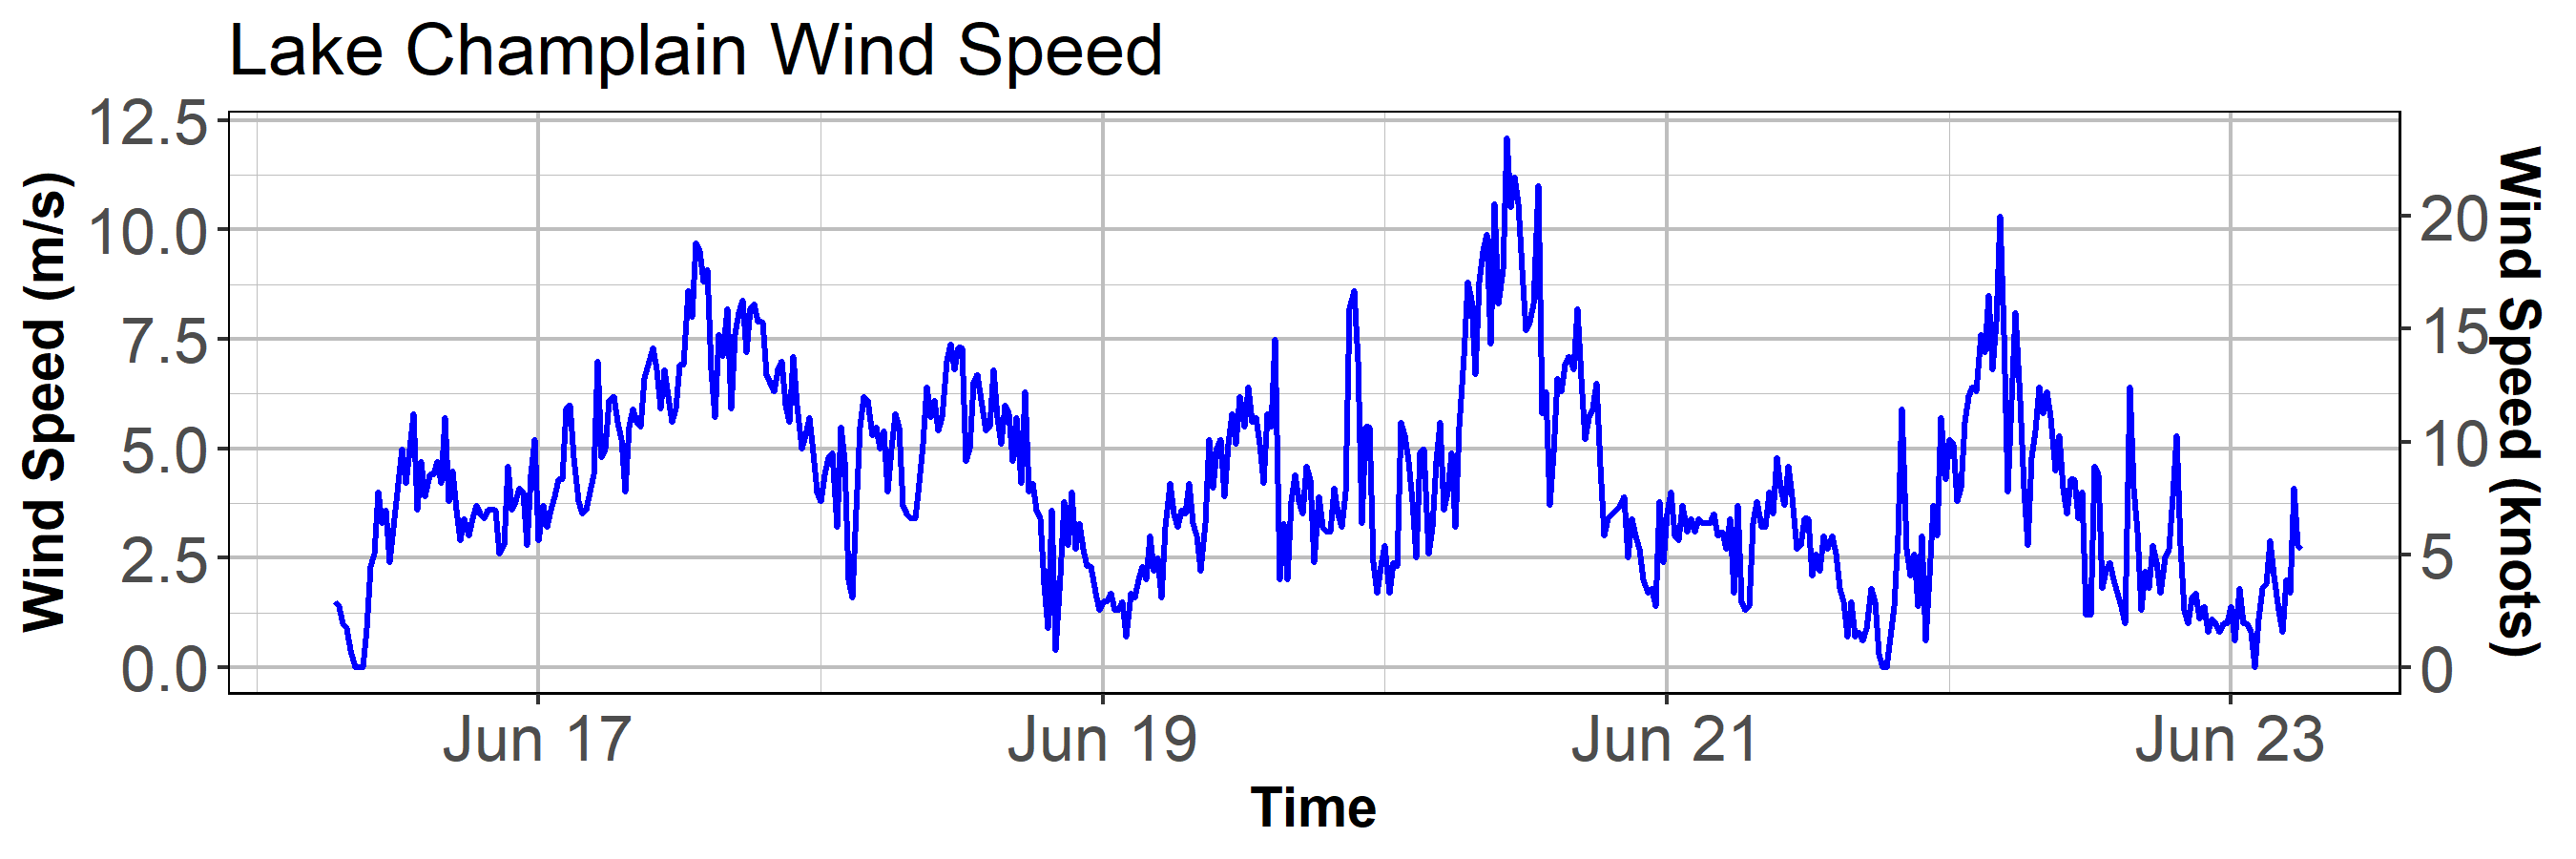 Lake Champlain Wind Speed
12.5
10.0
7.5
5.0
2.5
0.0
Wind Speed (m/s)
20
15
10
5
0
Wind Speed (knots)
Jun 17
Jun 19
Jun 21
Jun 23
Time